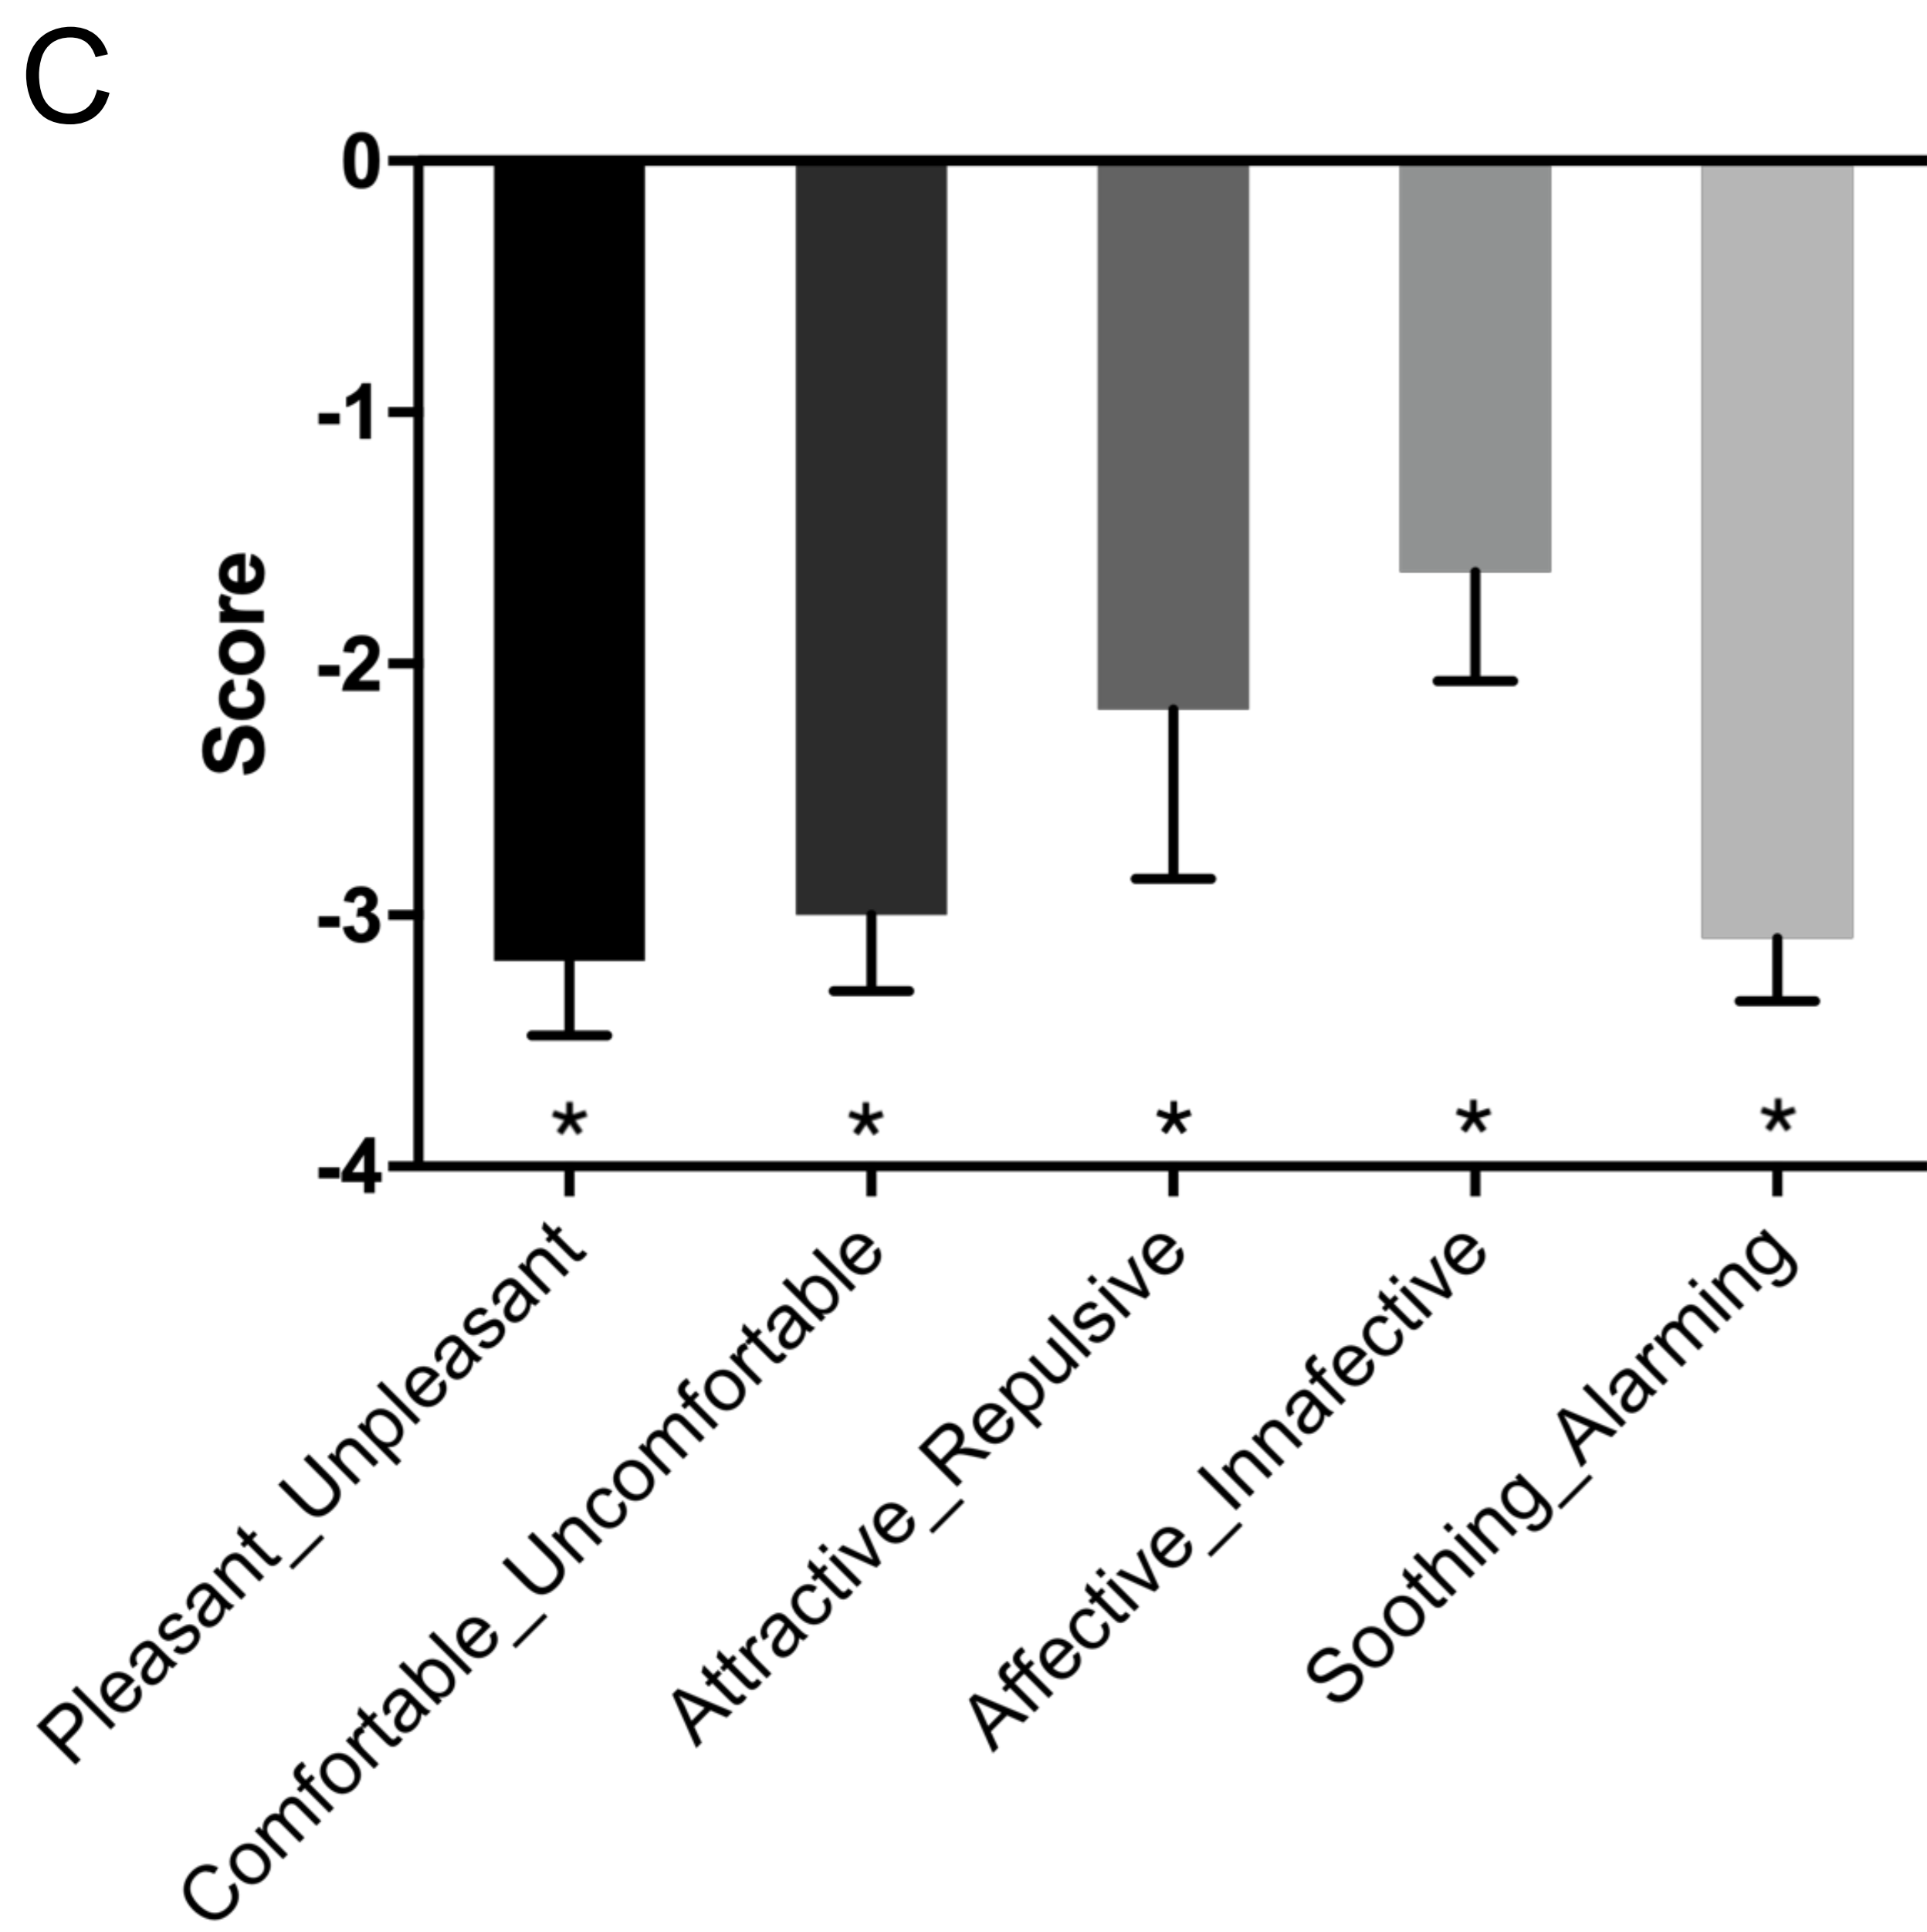 C
0
-1
-2
-3
-4
Score
* * * * *
Pleasant_Unpleasant
Comfortable_Uncomfortable
Attractive_Repulsive
Affective_Innafective
Soothing_Alarming